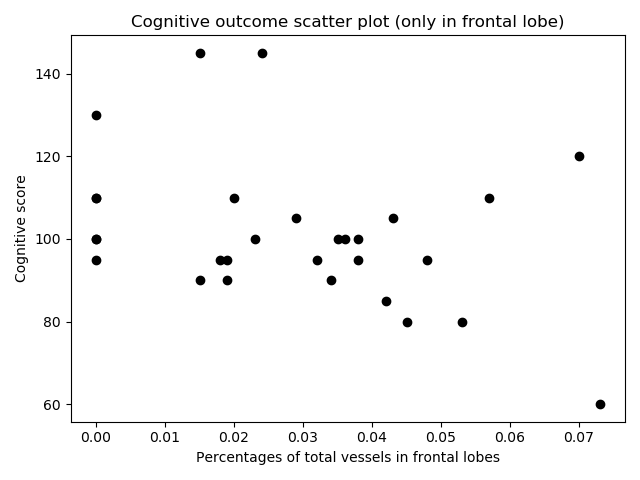 Cognitive outcome scatter plot (only in frontal lobe)
140
120
100
80
60
Cognitive score
0.00 0.01 0.02 0.03 0.04 0.05 0.06 0.07
Percentages of total vessels in frontal lobes